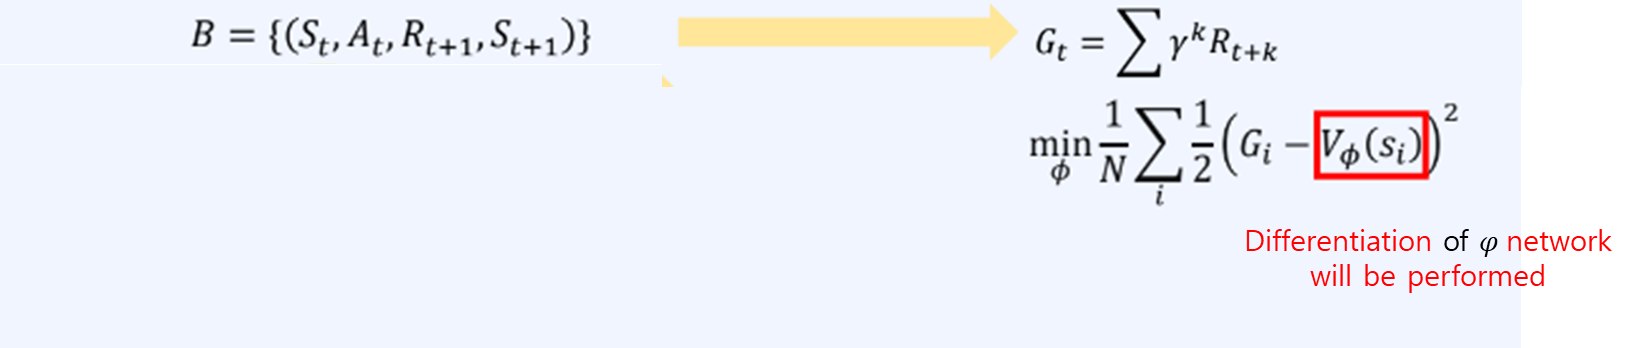 B = {(S_t, A_t, R_{t+1}, S_{t+1})}
G_t = ∑ γ^k R_{t+k}
min_ϕ 1/N ∑_i 1/2 (G_i − V_ϕ(s_i))^2
Differentiation of φ network
will be performed